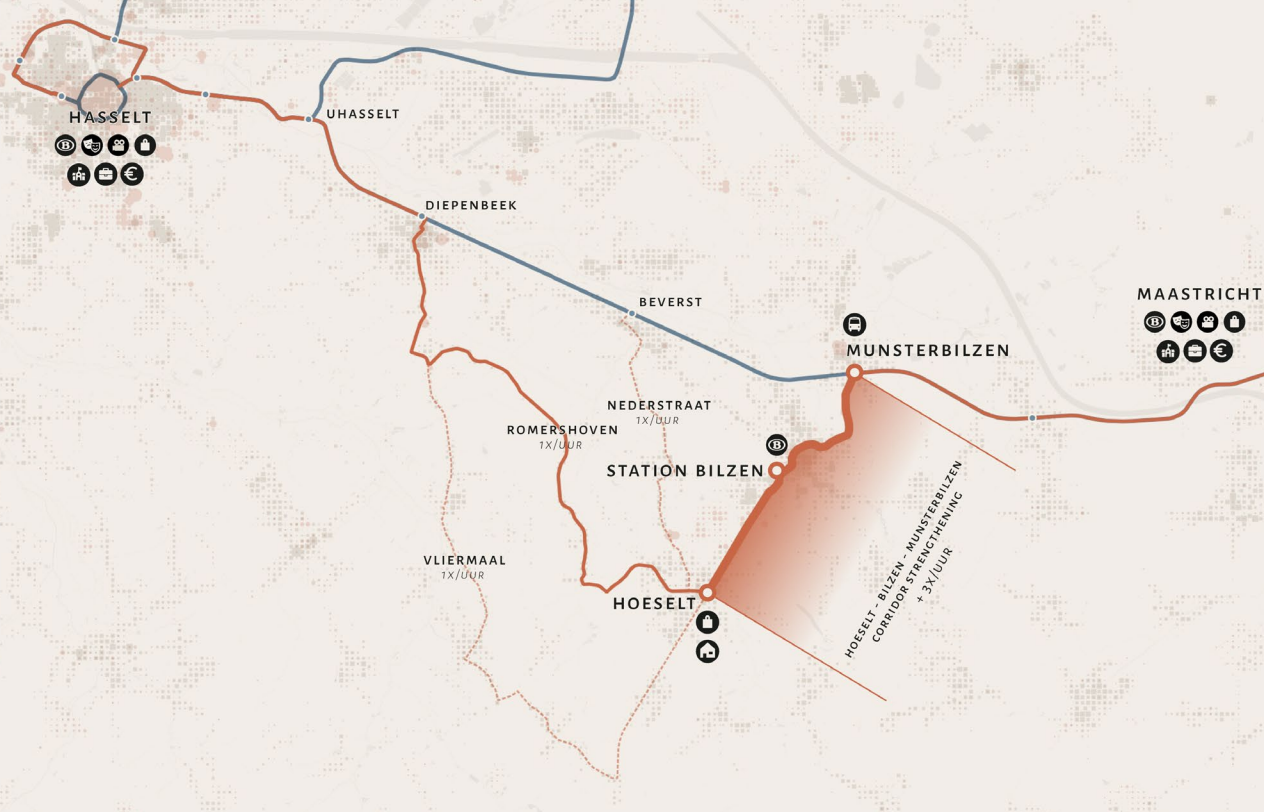 HASSELT
B
€
UHASSELT
DIEPENBEEK
BEVERST
MAASTRICHT
B
€
MUNSTERBILZEN
NEDERSTRAAT
1X/UUR
ROMERSHOVEN
1X/UUR
B
STATION BILZEN
VLIERMAAL
1X/UUR
HOESELT
HOESELT - BILZEN - MUNSTERBILZEN
CORRIDOR STRENGTHENING
+ 3X/UUR